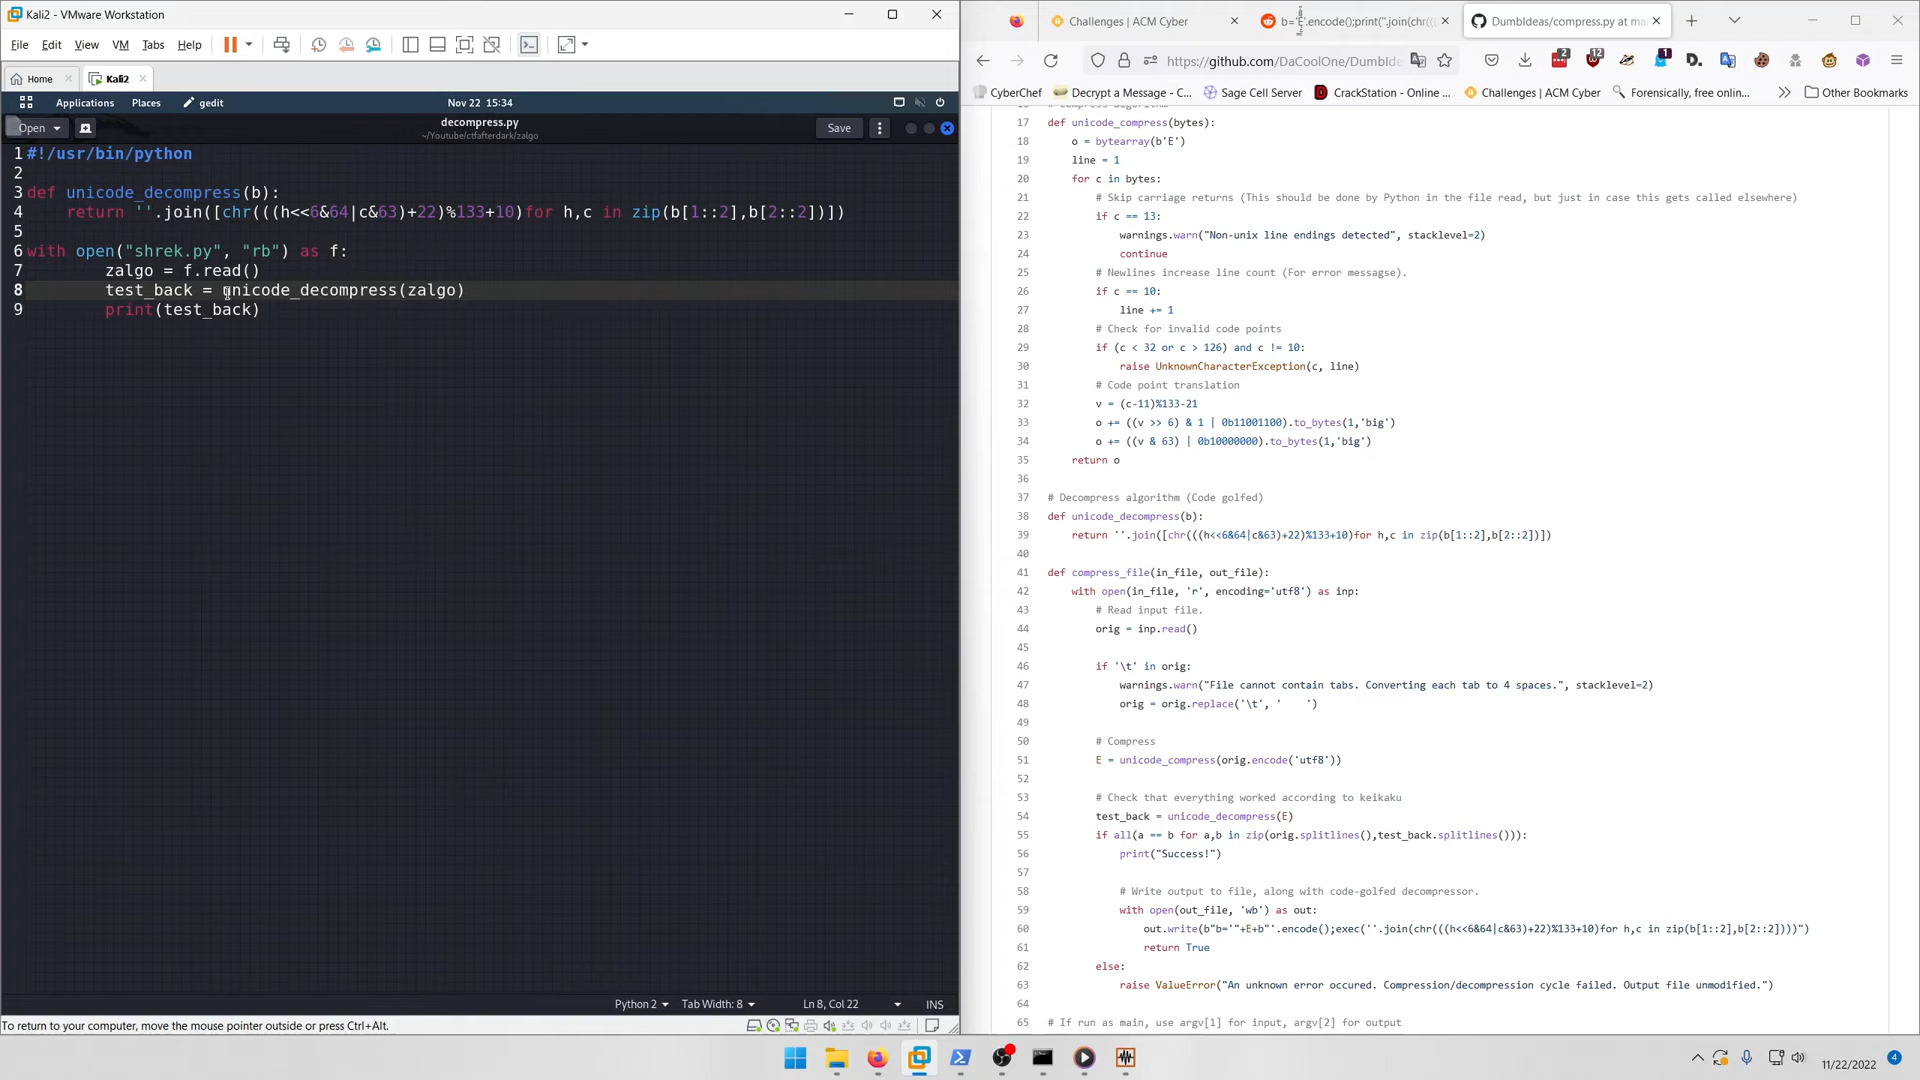 Kali2 - VMware Workstation
File Edit View VM Tabs Help
Home Kali2
Applications Places gedit Nov 22 15:34
Open decompress.py Save
~/Youtube/ctfafterdark/zalgo
1 #!/usr/bin/python
2
3 def unicode_decompress(b):
4 return ''.join([chr(((h<<6&64|c&63)+22)%133+10)for h,c in zip(b[1::2],b[2::2])])
5
6 with open("shrek.py", "rb") as f:
7 zalgo = f.read()
8 test_back = unicode_decompress(zalgo)
9 print(test_back)
Python 2 Tab Width: 8 Ln 8, Col 22 INS
To return to your computer, move the mouse pointer outside or press Ctrl+Alt.
Challenges | ACM Cyber
.encode();print(''.join(chr((
DumbIdeas/compress.py at ma
https://github.com/DaCoolOne/DumbIde
2 12 1
CyberChef Decrypt a Message - C... Sage Cell Server CrackStation - Online ... Challenges | ACM Cyber Forensically, free onlin... Other Bookmarks
17 def unicode_compress(bytes):
18 o = bytearray(b'E')
19 line = 1
20 for c in bytes:
21 # Skip carriage returns (This should be done by Python in the file read, but just in case this gets called elsewhere)
22 if c == 13:
23 warnings.warn("Non-unix line endings detected", stacklevel=2)
24 continue
25 # Newlines increase line count (For error messagse).
26 if c == 10:
27 line += 1
28 # Check for invalid code points
29 if (c < 32 or c > 126) and c != 10:
30 raise UnknownCharacterException(c, line)
31 # Code point translation
32 v = (c-11)%133-21
33 o += ((v >> 6) & 1 | 0b11001100).to_bytes(1,'big')
34 o += ((v & 63) | 0b10000000).to_bytes(1,'big')
35 return o
36
37 # Decompress algorithm (Code golfed)
38 def unicode_decompress(b):
39 return ''.join([chr(((h<<6&64|c&63)+22)%133+10)for h,c in zip(b[1::2],b[2::2])])
40
41 def compress_file(in_file, out_file):
42 with open(in_file, 'r', encoding='utf8') as inp:
43 # Read input file.
44 orig = inp.read()
45
46 if '\t' in orig:
47 warnings.warn("File cannot contain tabs. Converting each tab to 4 spaces.", stacklevel=2)
48 orig = orig.replace('\t', '    ')
49
50 # Compress
51 E = unicode_compress(orig.encode('utf8'))
52
53 # Check that everything worked according to keikaku
54 test_back = unicode_decompress(E)
55 if all(a == b for a,b in zip(orig.splitlines(),test_back.splitlines())):
56 print("Success!")
57
58 # Write output to file, along with code-golfed decompressor.
59 with open(out_file, 'wb') as out:
60 out.write(b"b='"+E+b"'.encode();exec(''.join(chr(((h<<6&64|c&63)+22)%133+10)for h,c in zip(b[1::2],b[2::2])))")
61 return True
62 else:
63 raise ValueError("An unknown error occured. Compression/decompression cycle failed. Output file unmodified.")
64
65 # If run as main, use argv[1] for input, argv[2] for output
11/22/2022 4